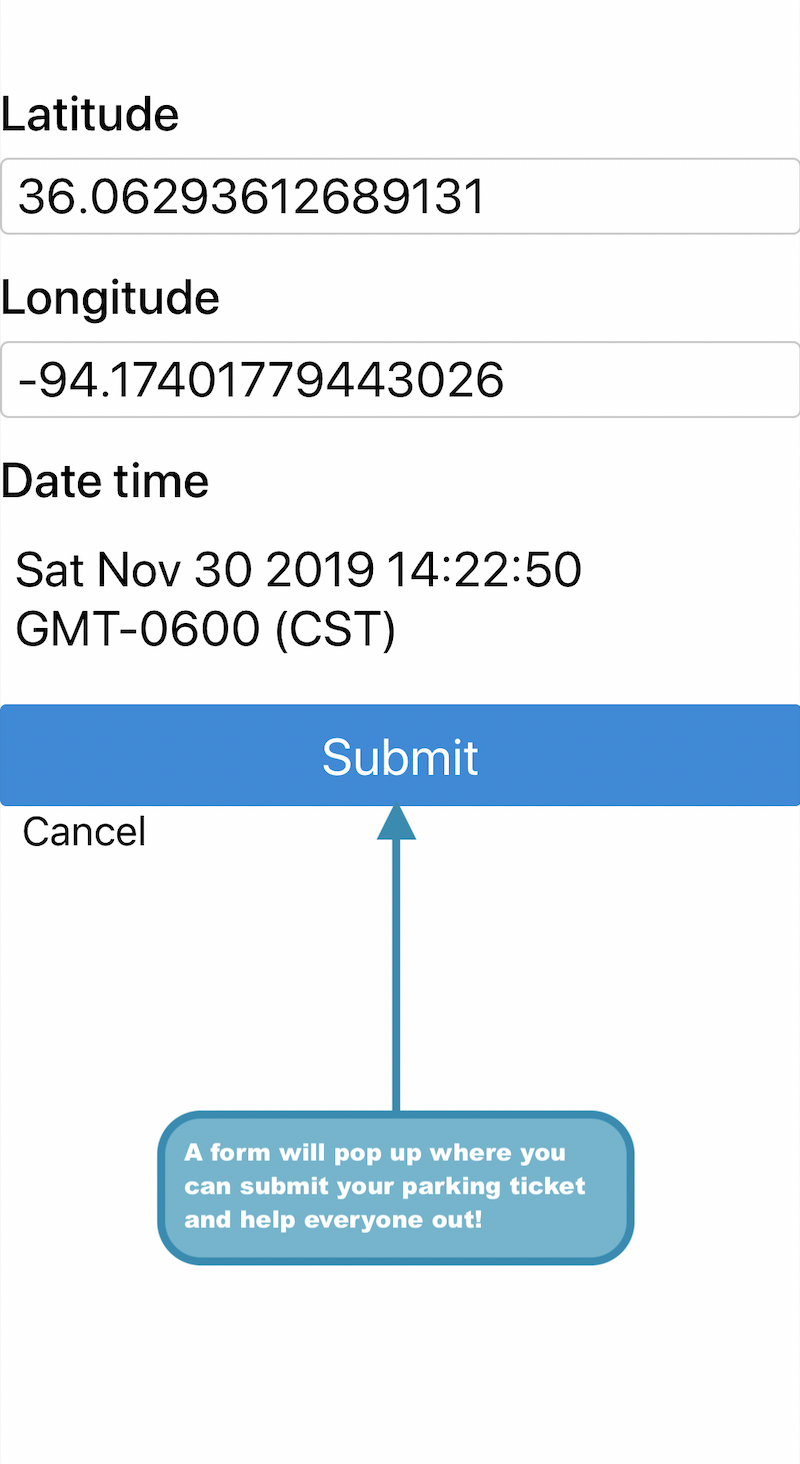 Latitude
36.06293612689131
Longitude
-94.17401779443026
Date time
Sat Nov 30 2019 14:22:50
GMT-0600 (CST)
Submit
Cancel
A form will pop up where you
can submit your parking ticket
and help everyone out!